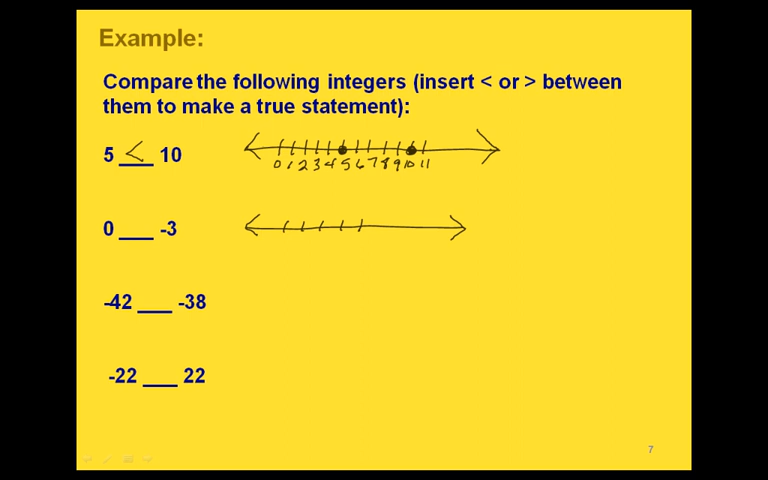 Example:
Compare the following integers (insert < or > between
them to make a true statement):
5 < 10
0 1 2 3 4 5 6 7 8 9 10 11
0 ___ -3
-42 ___ -38
-22 ___ 22
7